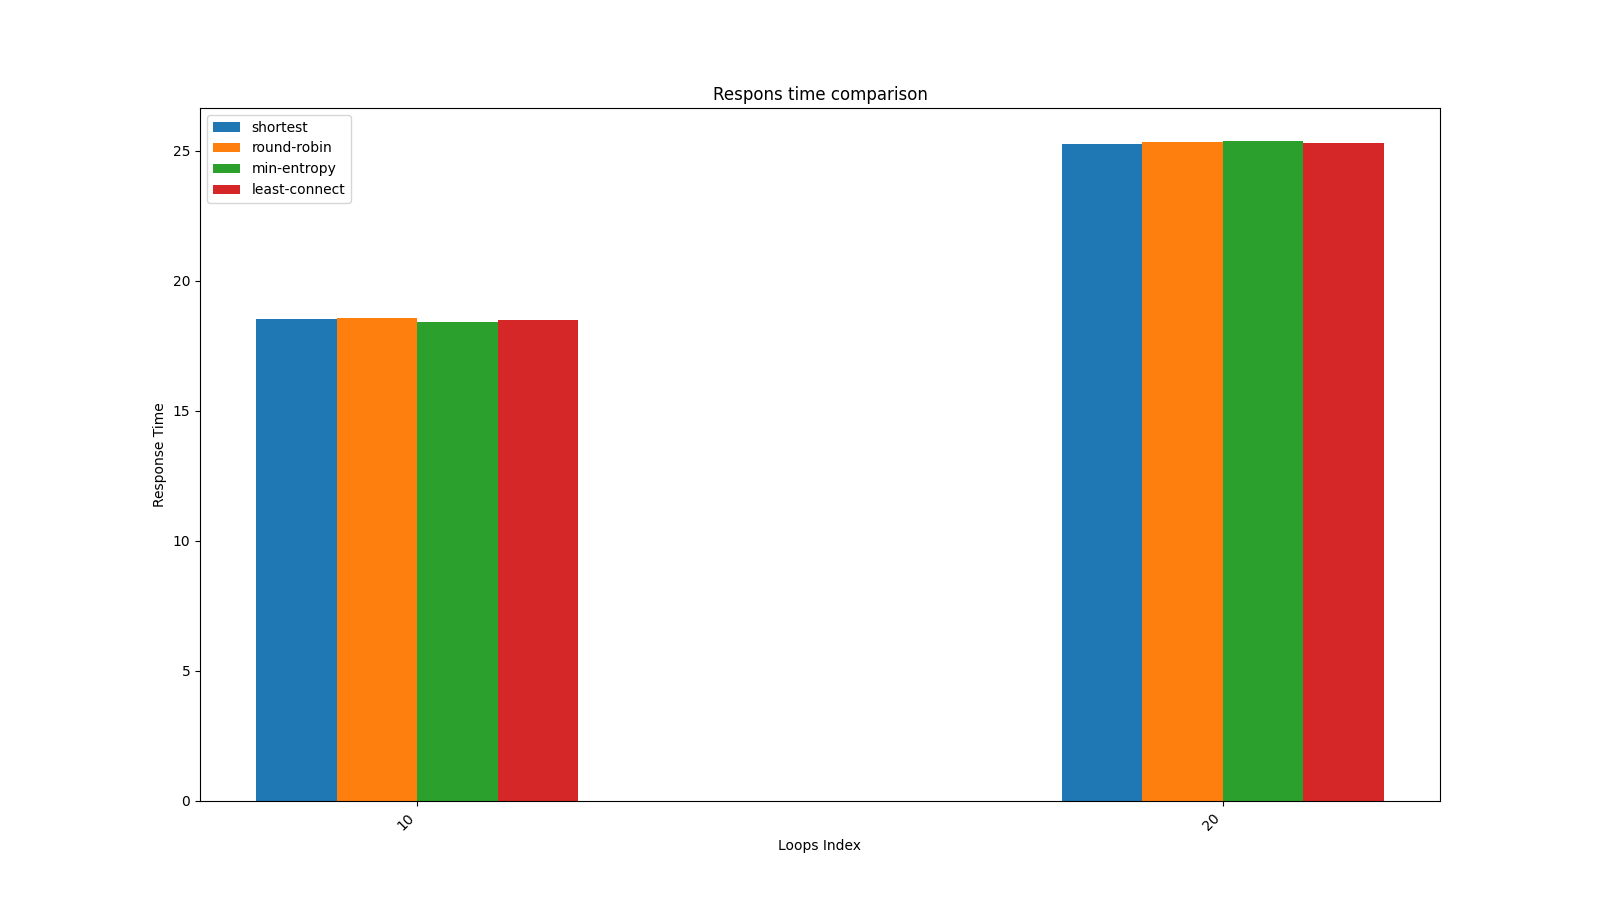 Respons time comparison
shortest
round-robin
min-entropy
least-connect
25
20
15
10
5
0
Response Time
10
20
Loops Index